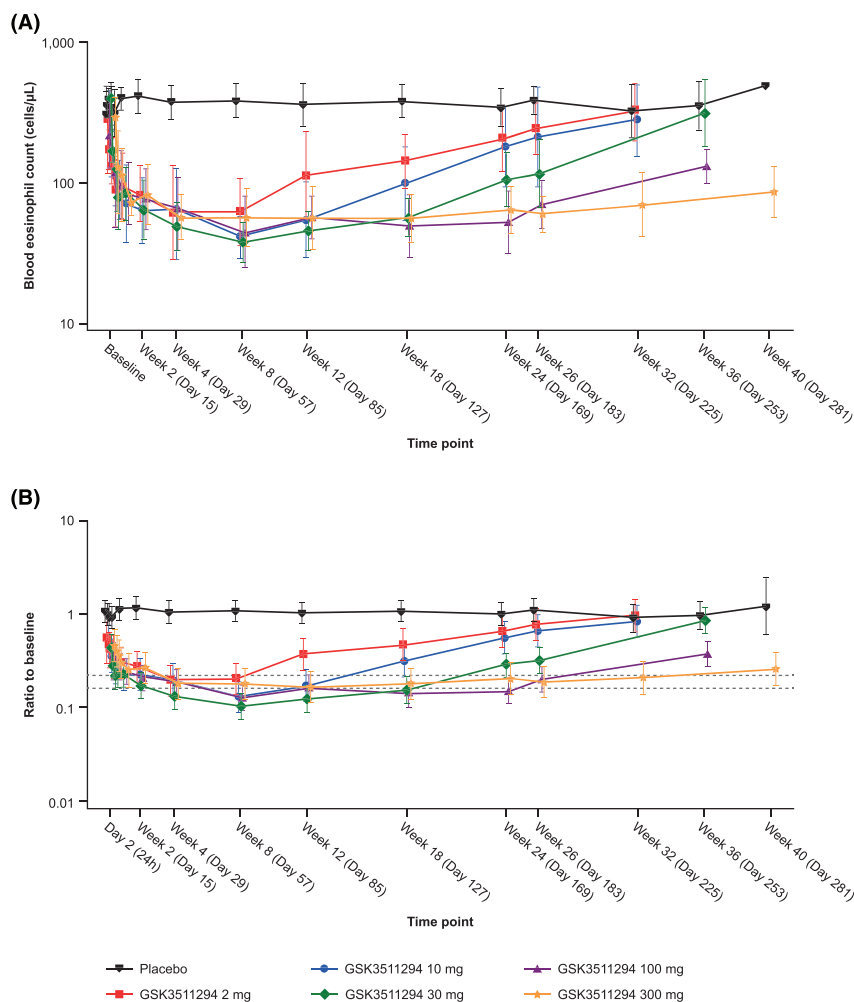 (A)
1,000
100
10
Blood eosinophil count (cells/µL)
Baseline
Week 2 (Day 15)
Week 4 (Day 29)
Week 8 (Day 57)
Week 12 (Day 85)
Week 18 (Day 127)
Week 24 (Day 169)
Week 26 (Day 183)
Week 32 (Day 225)
Week 36 (Day 253)
Week 40 (Day 281)
Time point
(B)
10
1
0.1
0.01
Ratio to baseline
Day 2 (24h)
Week 2 (Day 15)
Week 4 (Day 29)
Week 8 (Day 57)
Week 12 (Day 85)
Week 18 (Day 127)
Week 24 (Day 169)
Week 26 (Day 183)
Week 32 (Day 225)
Week 36 (Day 253)
Week 40 (Day 281)
Time point
Placebo
GSK3511294 10 mg
GSK3511294 100 mg
GSK3511294 2 mg
GSK3511294 30 mg
GSK3511294 300 mg